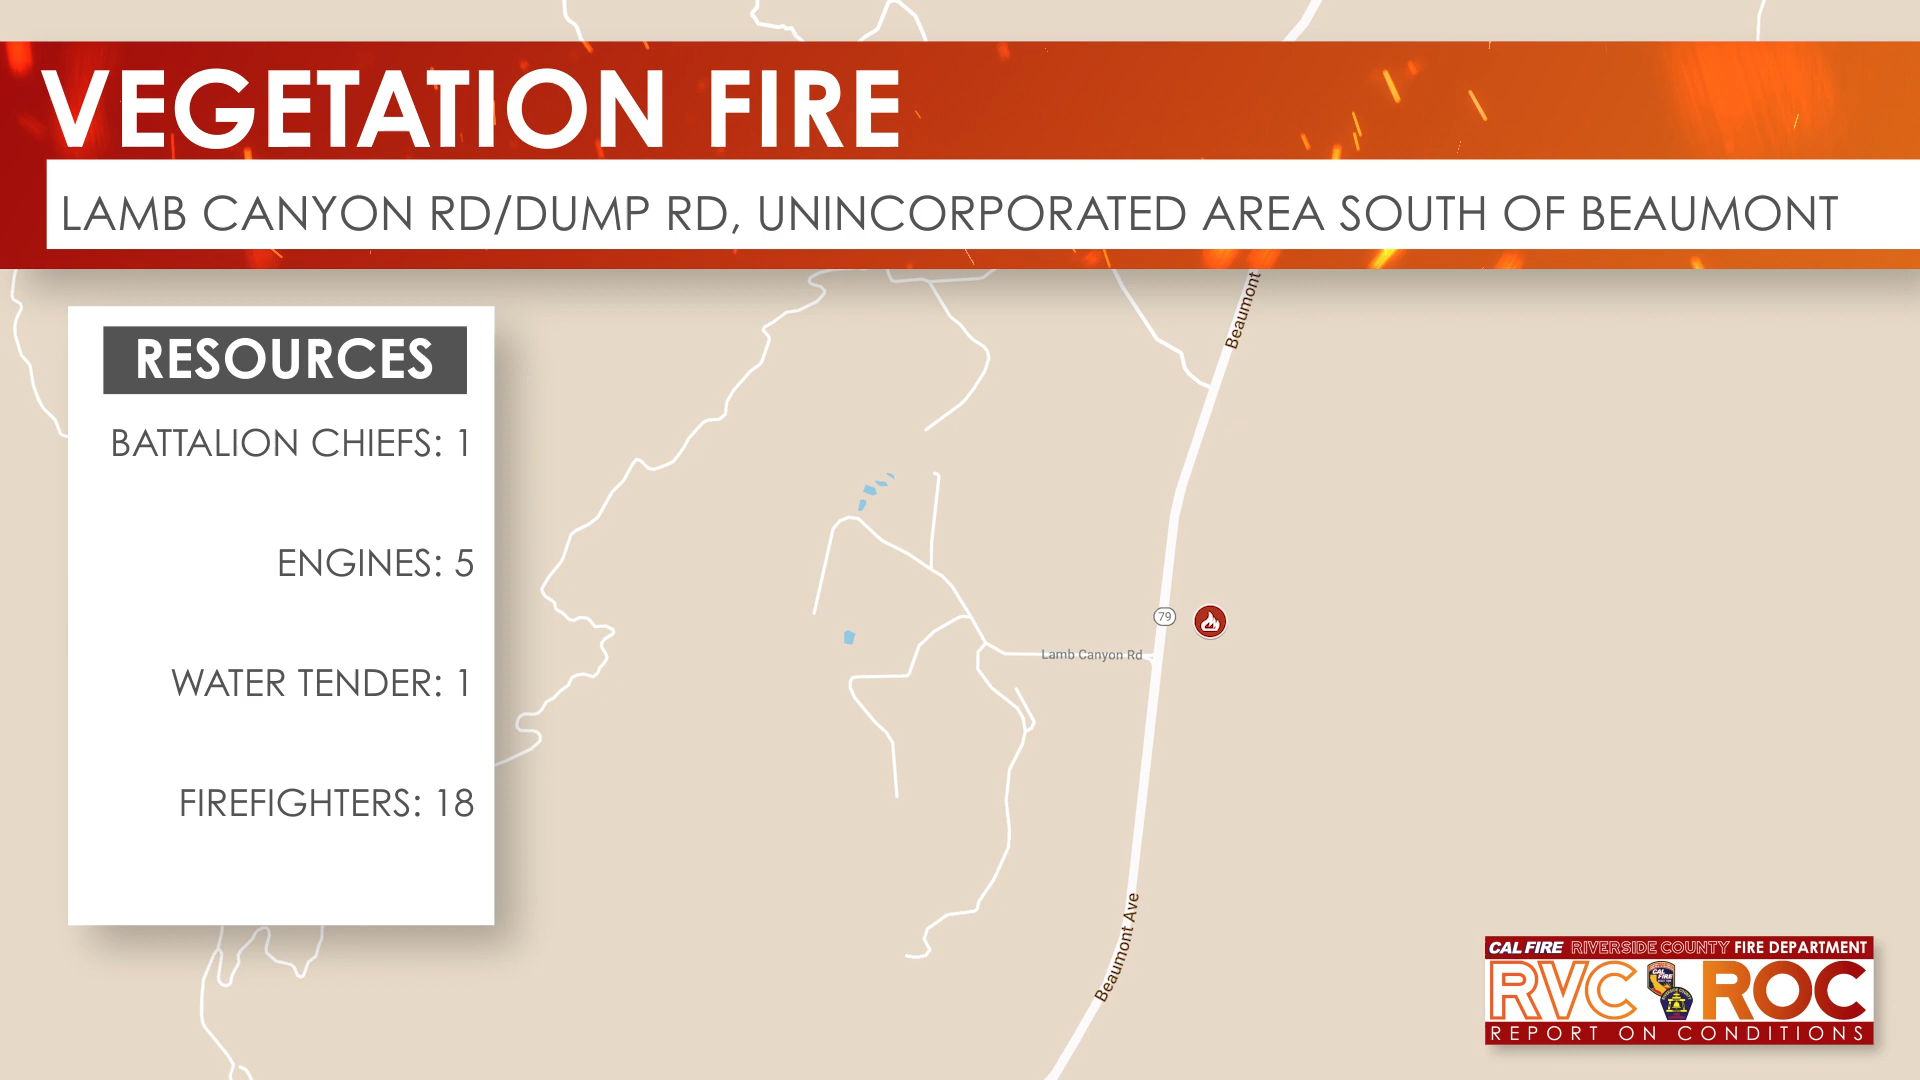 VEGETATION FIRE
LAMB CANYON RD/DUMP RD, UNINCORPORATED AREA SOUTH OF BEAUMONT
RESOURCES
BATTALION CHIEFS: 1
ENGINES: 5
WATER TENDER: 1
FIREFIGHTERS: 18
Beaumont
79
Lamb Canyon Rd
Beaumont Ave
CAL FIRE RIVERSIDE COUNTY FIRE DEPARTMENT
RVC ROC
CAL FIRE
REPORT ON CONDITIONS